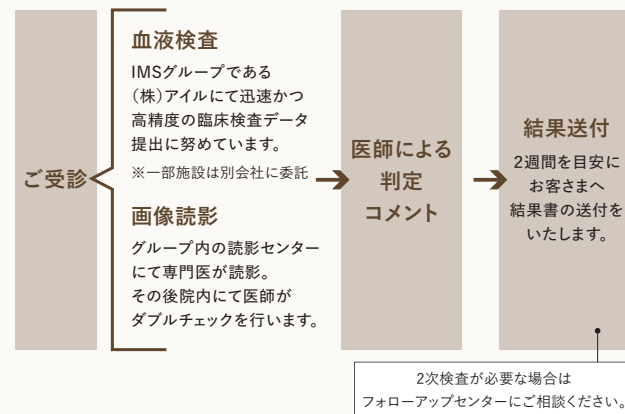 ご受診
血液検査
IMSグループである
(株)アイルにて迅速かつ
高精度の臨床検査データ
提出に努めています。
※一部施設は別会社に委託
画像読影
グループ内の読影センター
にて専門医が読影。
その後院内にて医師が
ダブルチェックを行います。
医師による
判定
コメント
結果送付
2週間を目安に
お客さまへ
結果書の送付を
いたします。
2次検査が必要な場合は
フォローアップセンターにご相談ください。